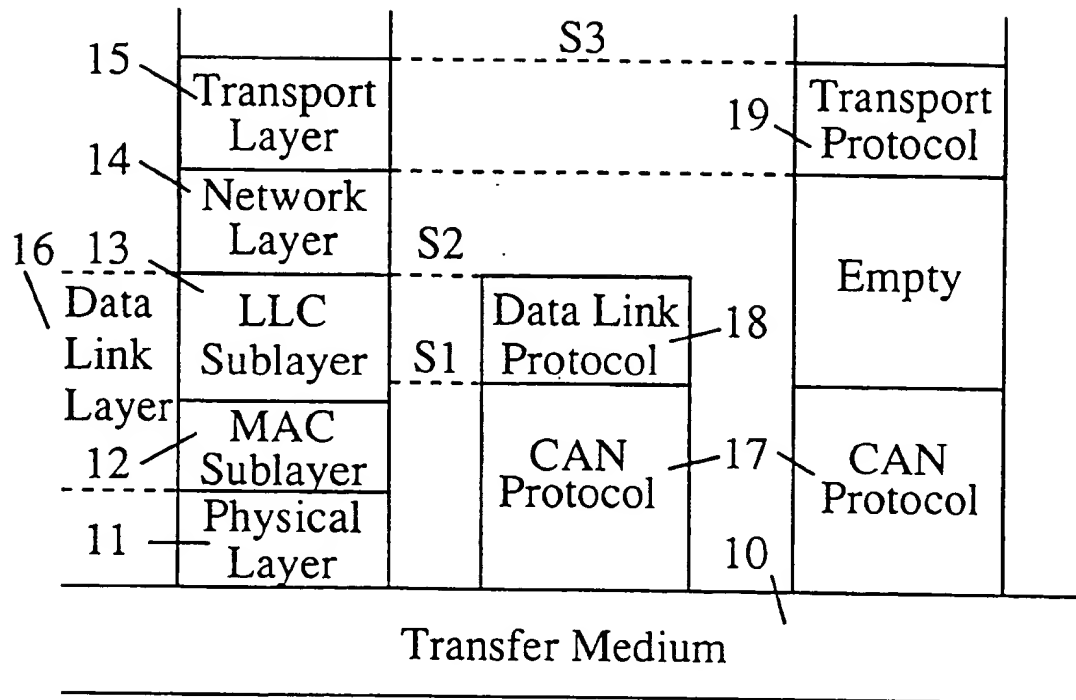 S3
15
Transport
Layer
19
Transport
Protocol
14
Network
Layer
16
13
S2
Empty
Data
Link
Layer
LLC
Sublayer
S1
Data Link
Protocol
18
12
MAC
Sublayer
CAN
Protocol
17
CAN
Protocol
11
Physical
Layer
10
Transfer Medium